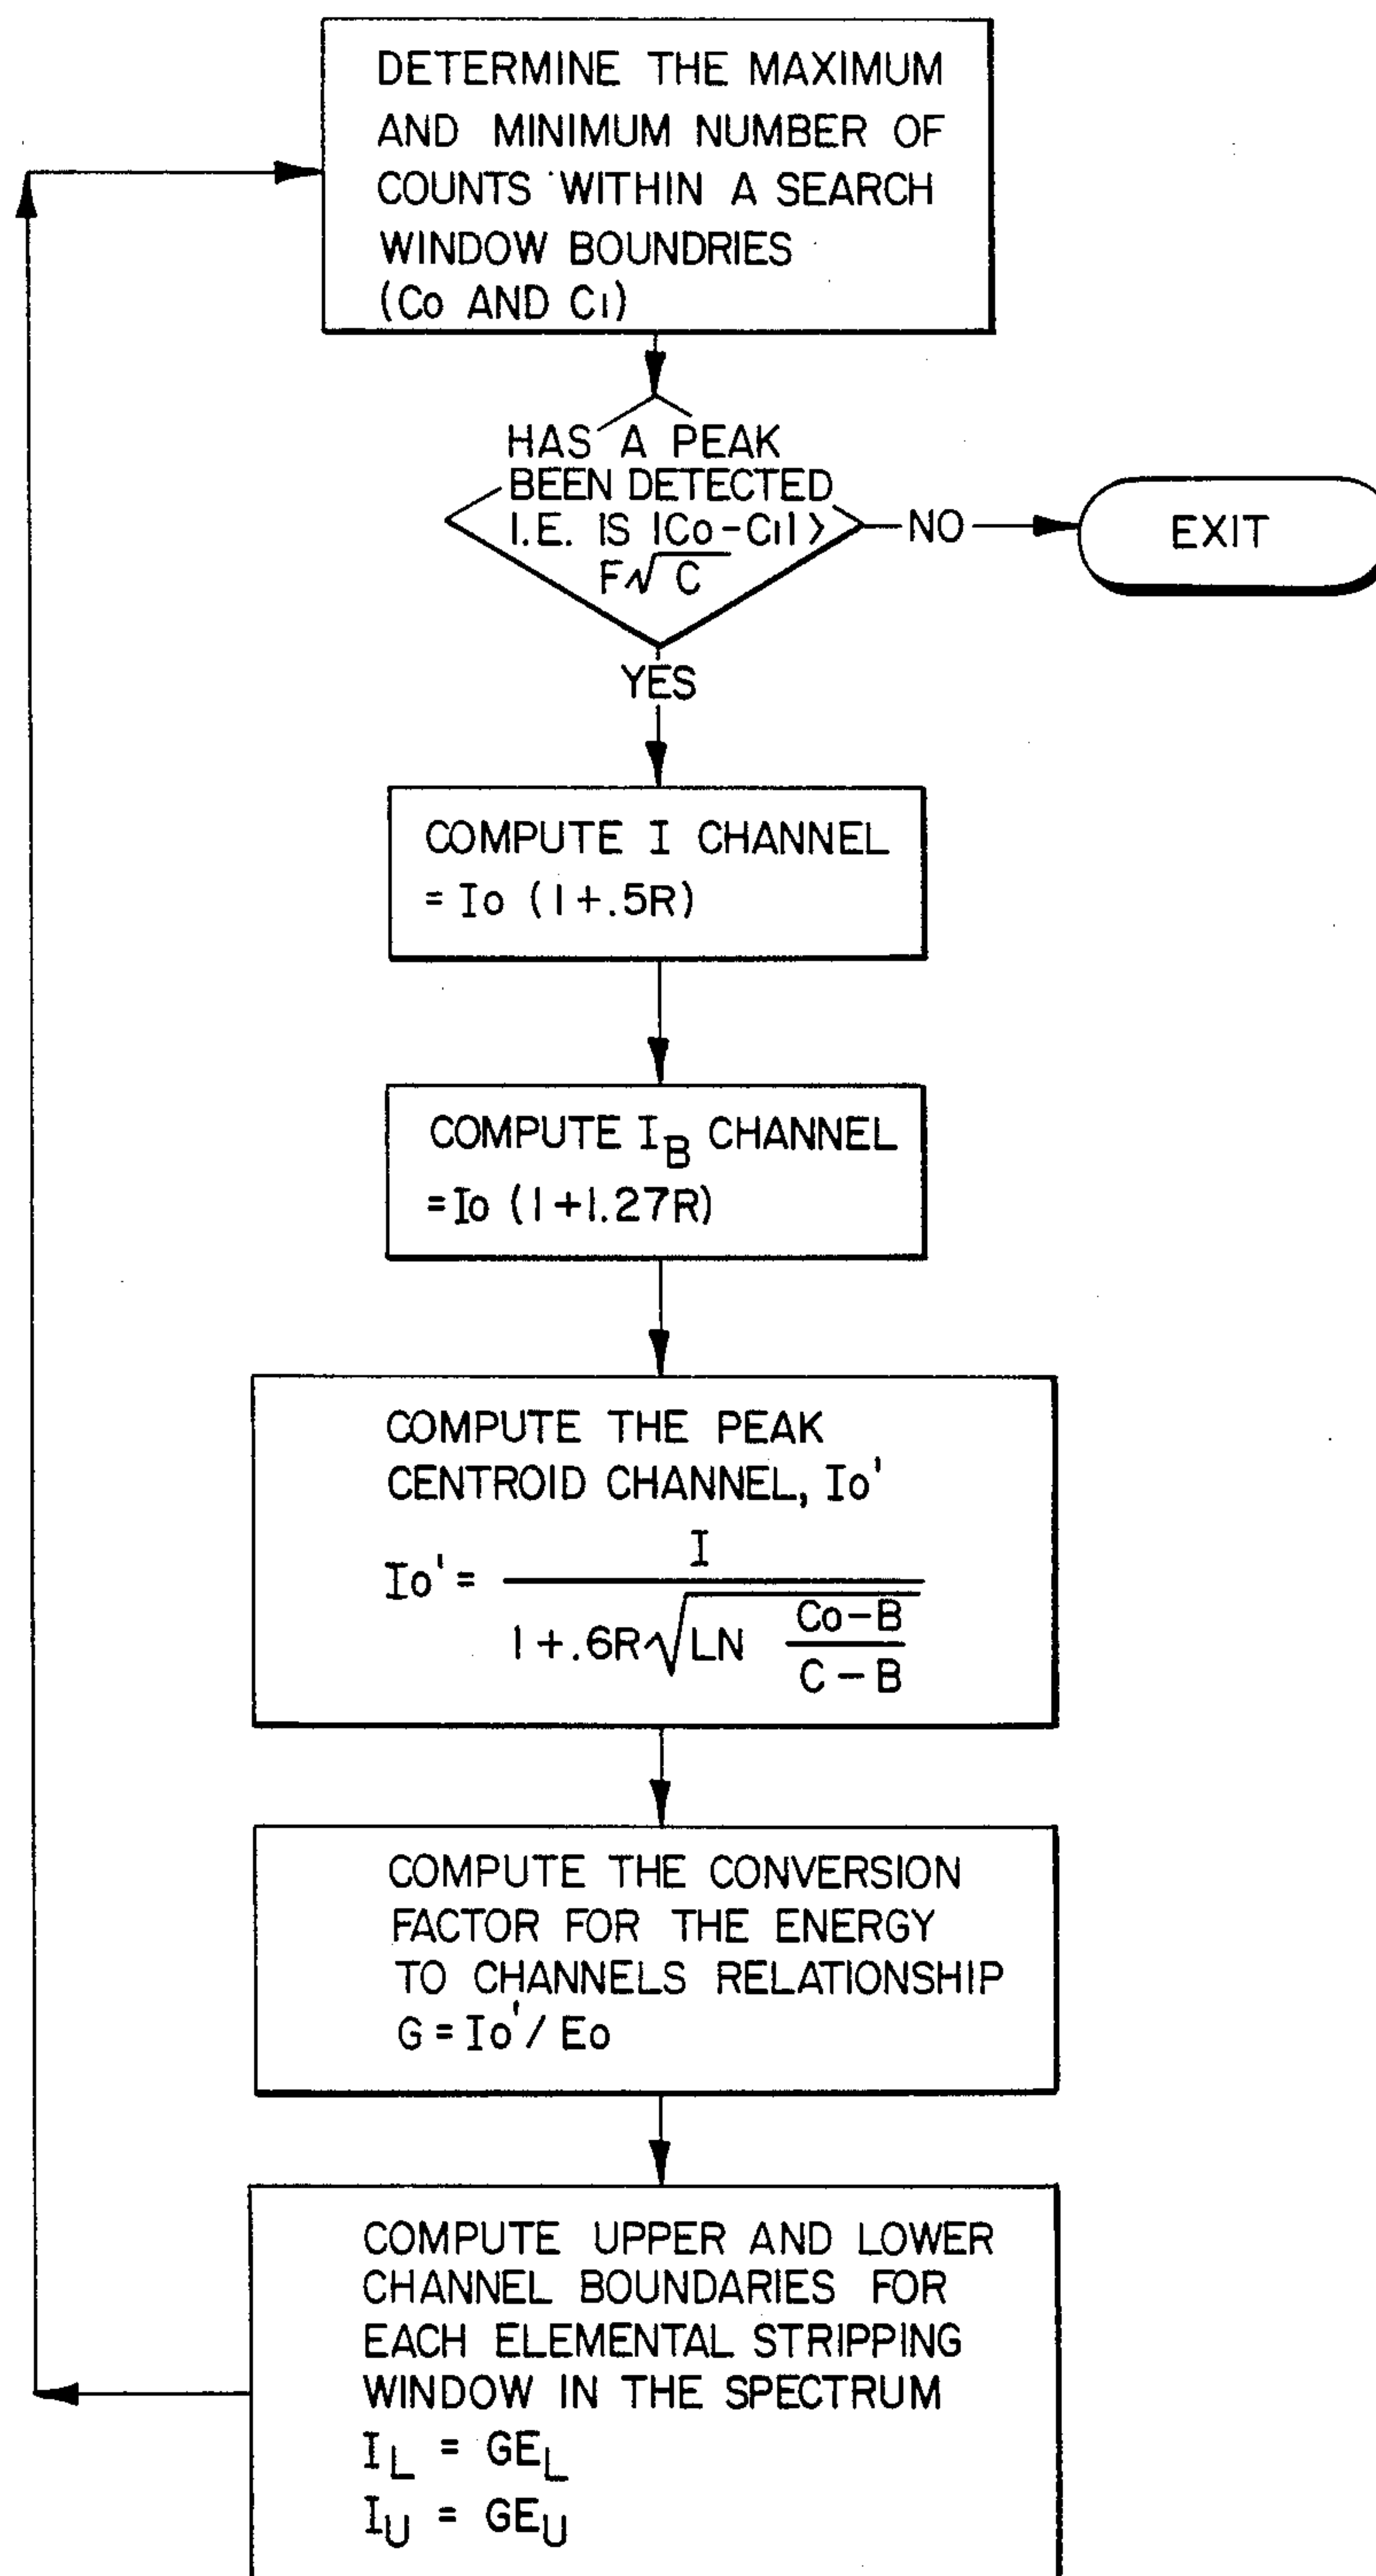 DETERMINE THE MAXIMUM
AND MINIMUM NUMBER OF
COUNTS WITHIN A SEARCH
WINDOW BOUNDRIES
(Co AND C1)
HAS A PEAK
BEEN DETECTED
I.E. IS |Co-C1| >
F√C
NO
EXIT
YES
COMPUTE I CHANNEL
= Io (1+.5R)
COMPUTE I_B CHANNEL
=Io (1+1.27R)
COMPUTE THE PEAK
CENTROID CHANNEL, Io'
Io' = I / (1+.6R√(LN (Co-B)/(C-B)))
COMPUTE THE CONVERSION
FACTOR FOR THE ENERGY
TO CHANNELS RELATIONSHIP
G = Io'/ Eo
COMPUTE UPPER AND LOWER
CHANNEL BOUNDARIES FOR
EACH ELEMENTAL STRIPPING
WINDOW IN THE SPECTRUM
I_L = GE_L
I_U = GE_U